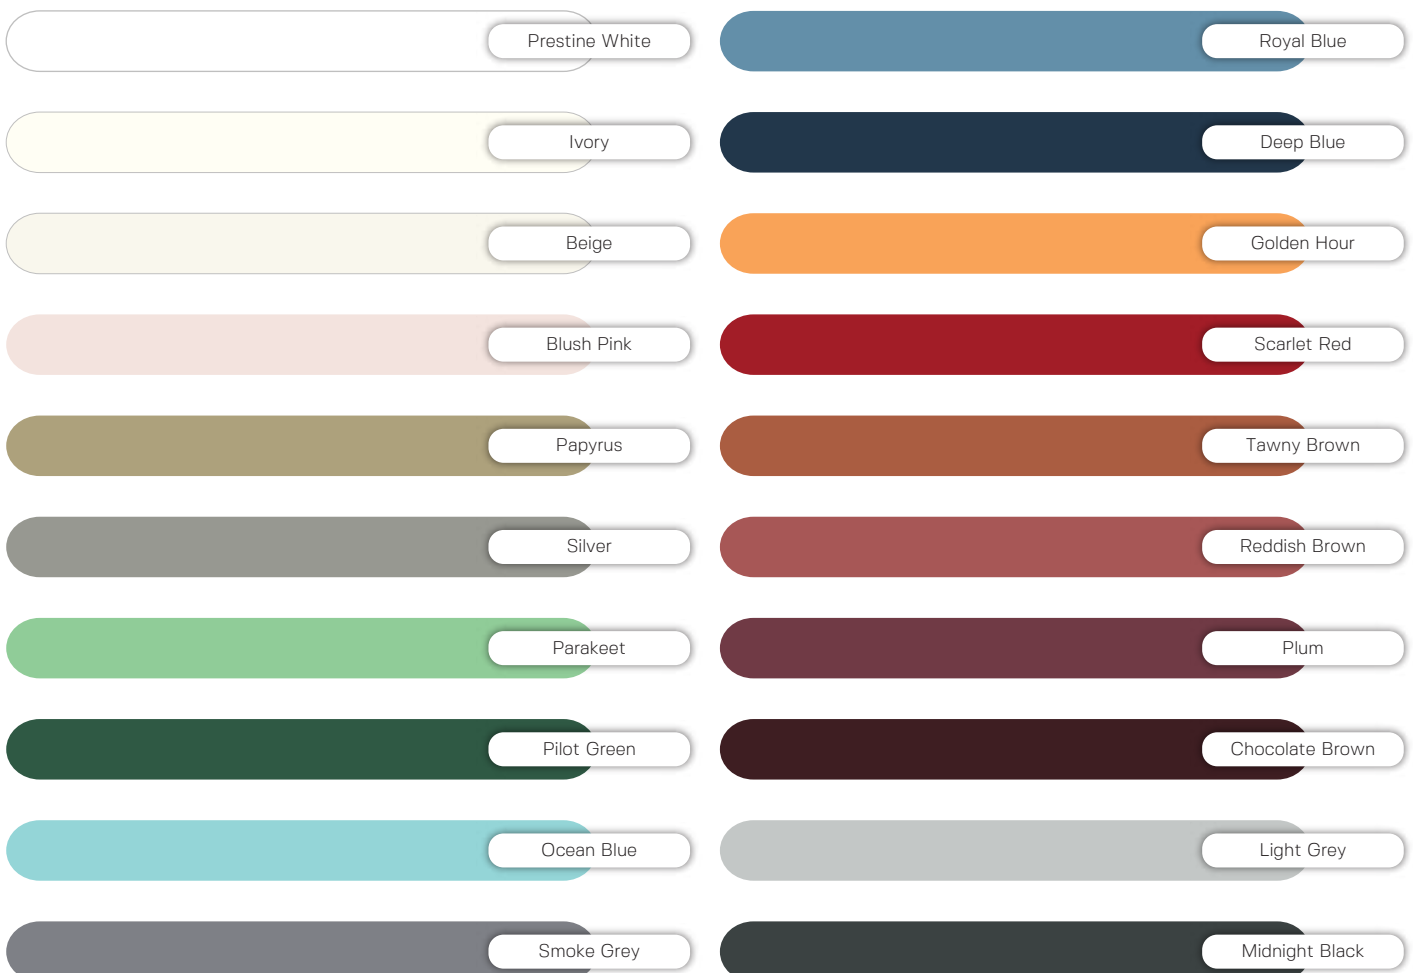 Prestine White
Ivory
Beige
Blush Pink
Papyrus
Silver
Parakeet
Pilot Green
Ocean Blue
Smoke Grey
Royal Blue
Deep Blue
Golden Hour
Scarlet Red
Tawny Brown
Reddish Brown
Plum
Chocolate Brown
Light Grey
Midnight Black